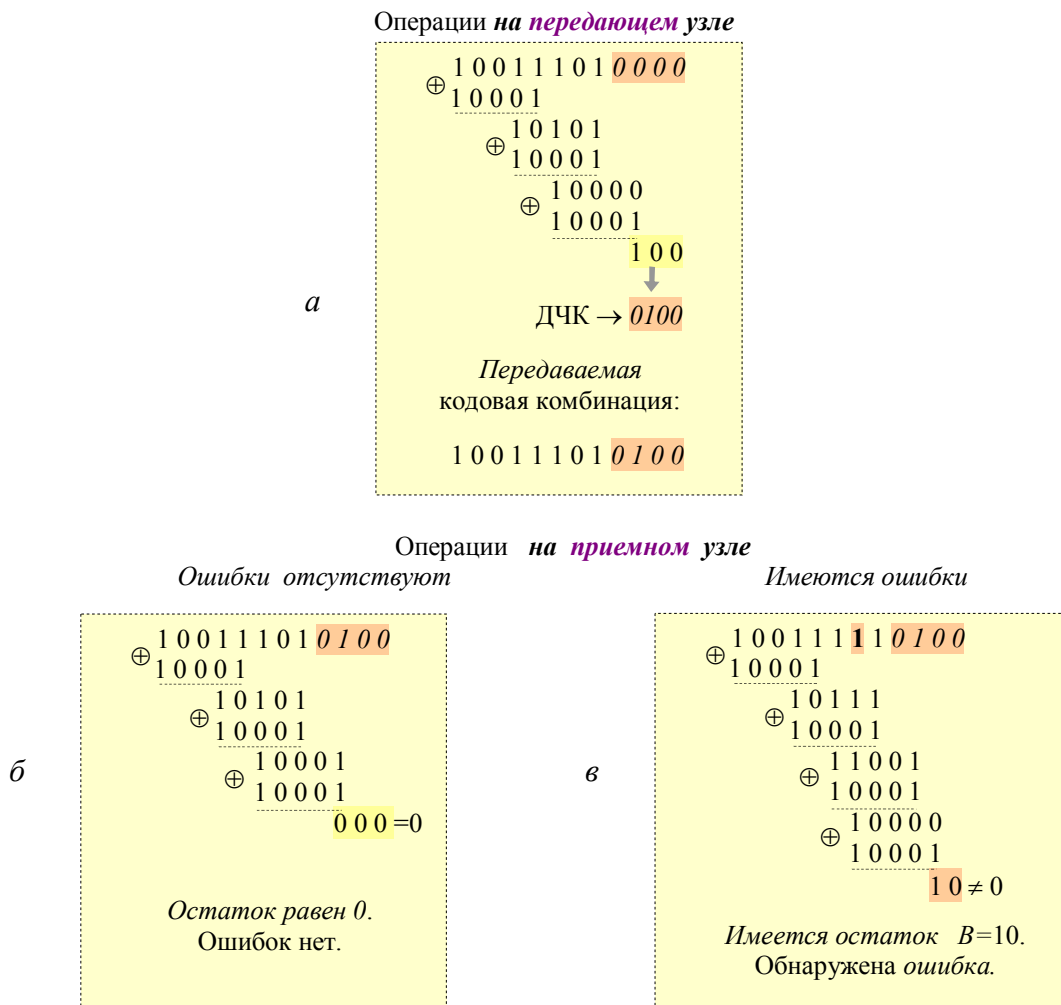 Операции на передающем узле
1 0 0 1 1 1 0 1 0 0 0 0
⊕ 1 0 0 0 1
1 0 1 0 1
⊕ 1 0 0 0 1
1 0 0 0 0
⊕ 1 0 0 0 1
1 0 0
а
ДЧК → 0100
Передаваемая
кодовая комбинация:
1 0 0 1 1 1 0 1 0 1 0 0
Операции на приемном узле
Ошибки отсутствуют
1 0 0 1 1 1 0 1 0 1 0 0
⊕ 1 0 0 0 1
1 0 1 0 1
⊕ 1 0 0 0 1
1 0 0 0 1
⊕ 1 0 0 0 1
0 0 0 =0
б
Остаток равен 0.
Ошибок нет.
Имеются ошибки
1 0 0 1 1 1 1 1 0 1 0 0
⊕ 1 0 0 0 1
1 0 1 1 1
⊕ 1 0 0 0 1
1 1 0 0 1
⊕ 1 0 0 0 1
1 0 0 0 0
⊕ 1 0 0 0 1
1 0 ≠ 0
в
Имеется остаток B=10.
Обнаружена ошибка.